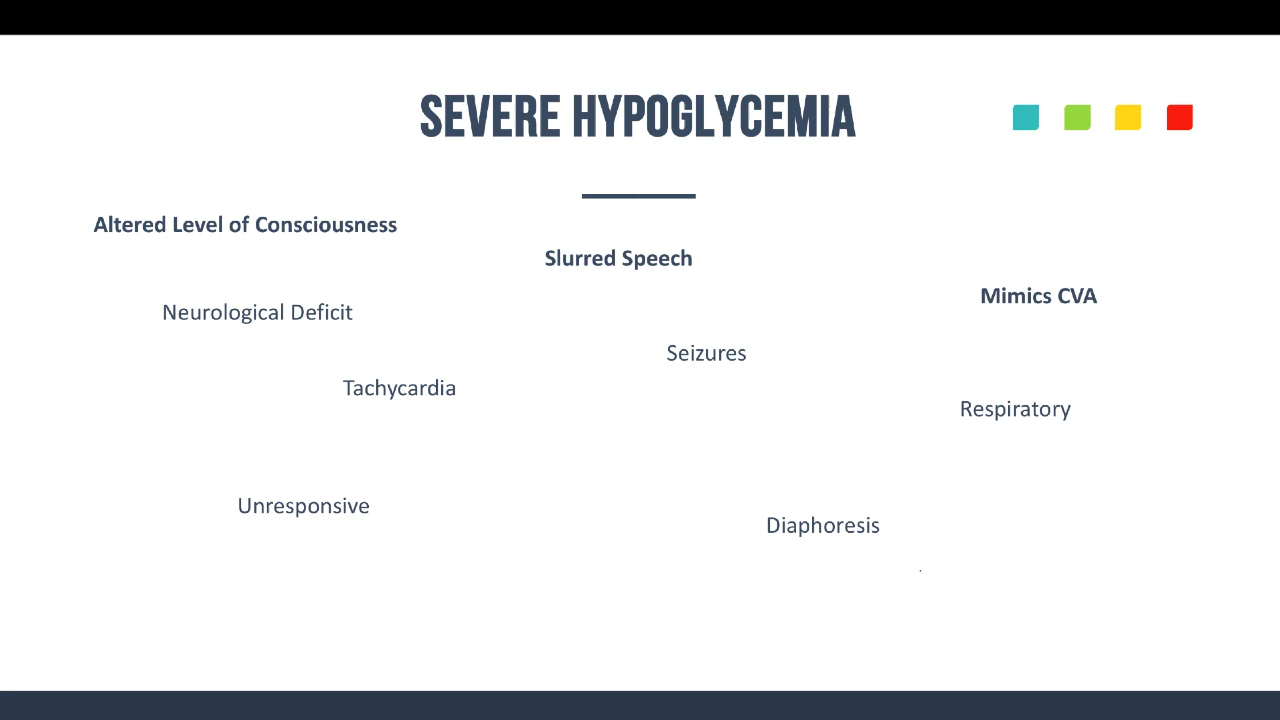 SEVERE HYPOGLYCEMIA
Altered Level of Consciousness
Slurred Speech
Mimics CVA
Neurological Deficit
Seizures
Tachycardia
Respiratory
Unresponsive
Diaphoresis
.